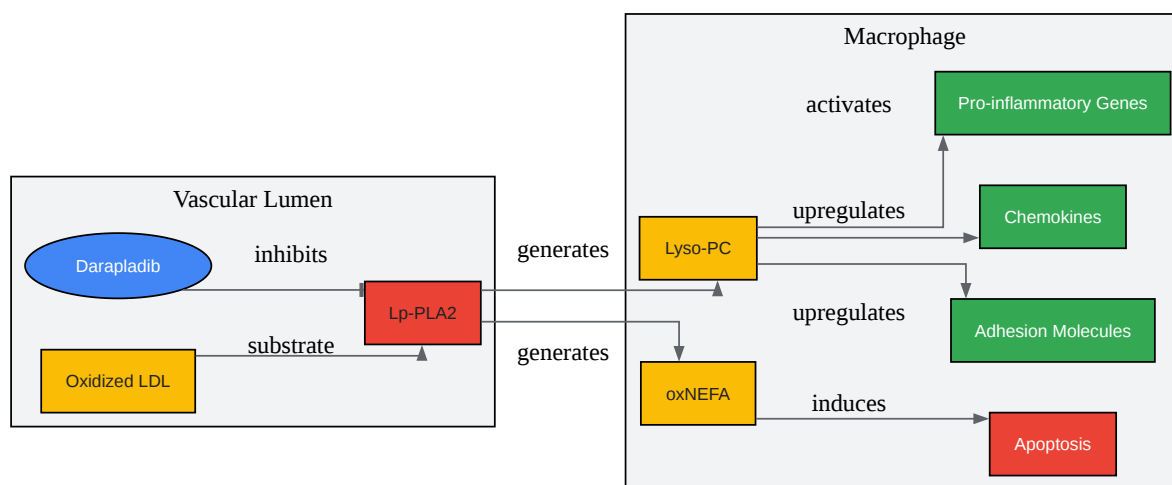 Macrophage
activates
Pro-inflammatory Genes
Vascular Lumen
upregulates
Chemokines
Darapladib
inhibits
generates
Lyso-PC
Lp-PLA2
upregulates
Adhesion Molecules
substrate
generates
Oxidized LDL
oxNEFA
induces
Apoptosis